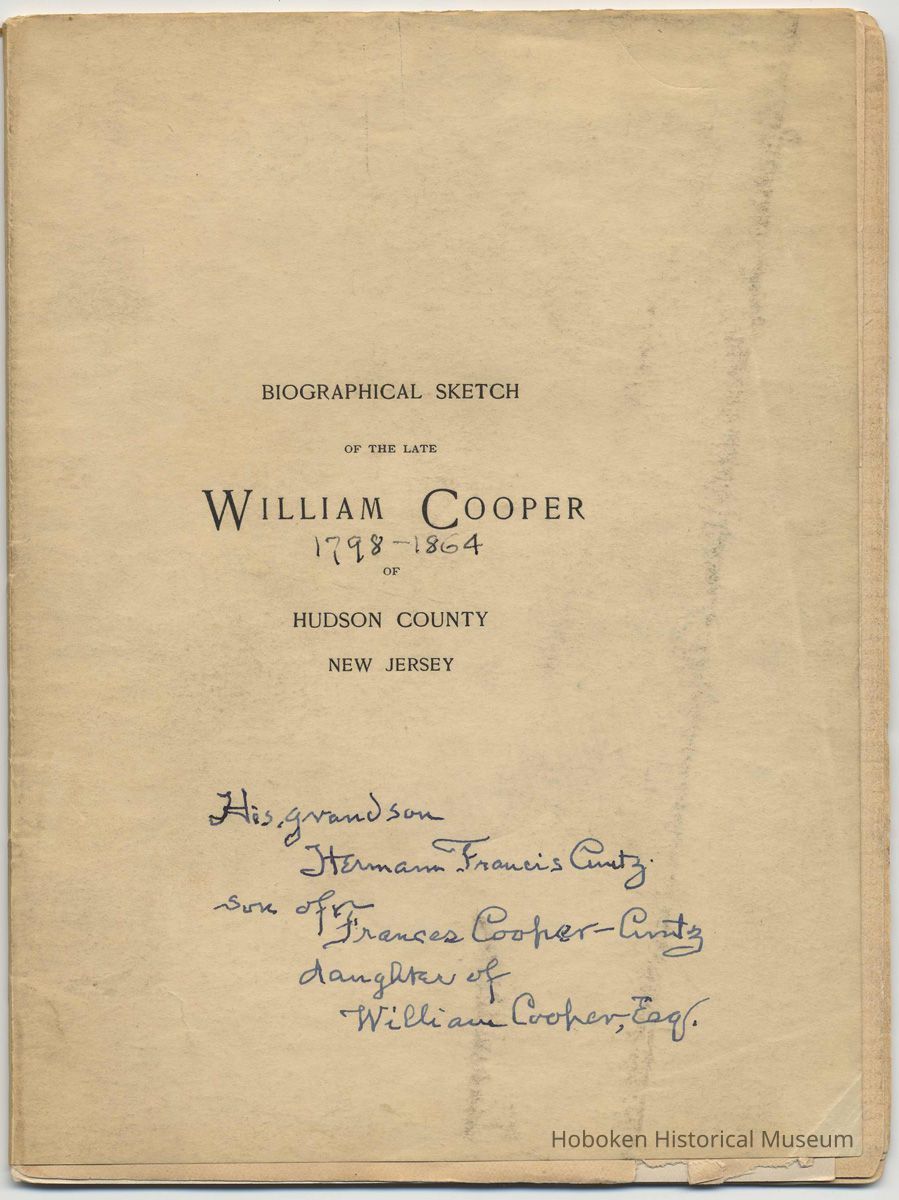 BIOGRAPHICAL SKETCH
OF THE LATE
WILLIAM COOPER
1798-1864
OF
HUDSON COUNTY
NEW JERSEY
His grandson
Hermann Francis Cuntz.
son of
Frances Cooper-Cuntz
daughter of
William Cooper, Esq.
Hoboken Historical Museum